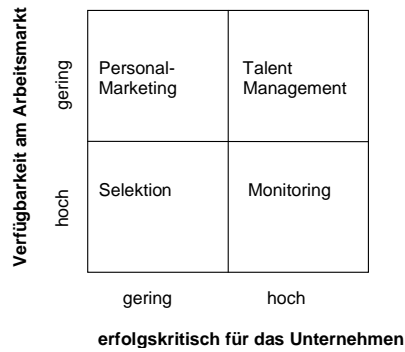 Verfügbarkeit am Arbeitsmarkt
gering
hoch
Personal-
Marketing
Talent
Management
Selektion
Monitoring
gering
hoch
erfolgskritisch für das Unternehmen